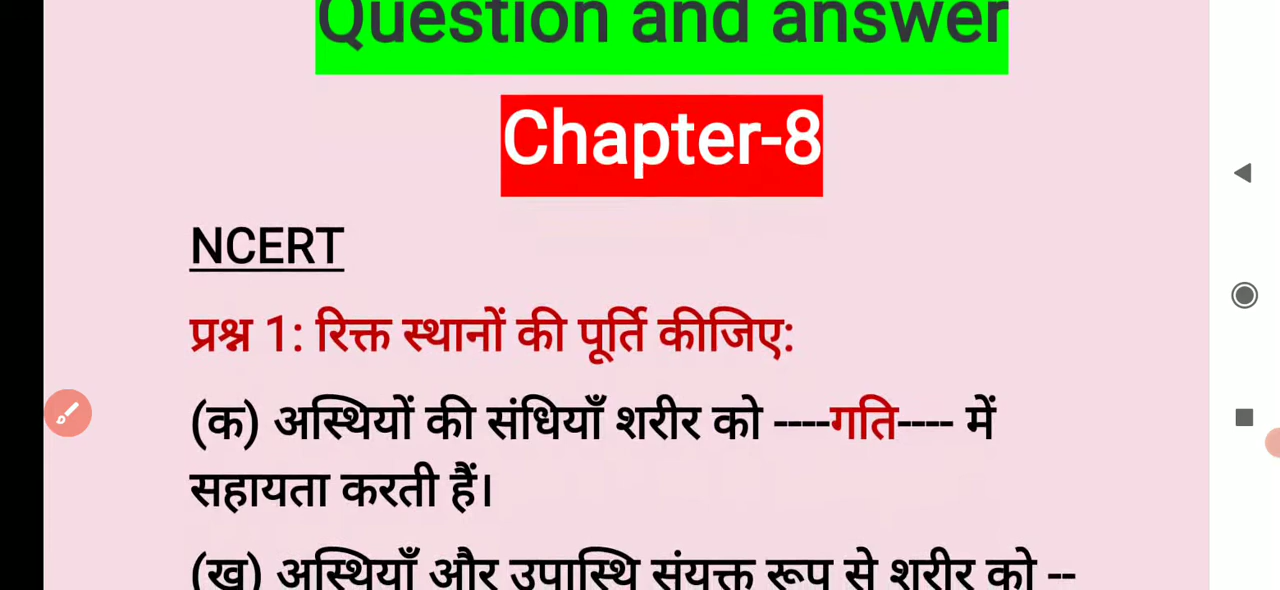 Question and answer
Chapter-8
NCERT
प्रश्न 1: रिक्त स्थानों की पूर्ति कीजिए:
(क) अस्थियों की संधियाँ शरीर को ----गति---- में
सहायता करती हैं।
(ख) अस्थियाँ और उपास्थि संयुक्त रूप से शरीर को --